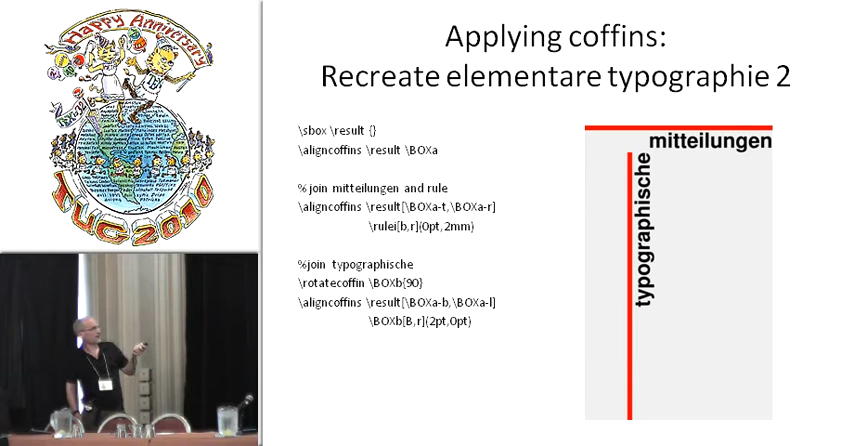 Happy Anniversary
TUG 2010
Applying coffins:
Recreate elementare typographie 2
\sbox \result {}
\aligncoffins \result \BOXa
% join mitteilungen and rule
\aligncoffins \result[\BOXa-t,\BOXa-r]
\rulei[b,r](0pt,2mm)
%join typographische
\rotatecoffin \BOXb{90}
\aligncoffins \result[\BOXa-b,\BOXa-l]
\BOXb[B,r](2pt,0pt)
mitteilungen
typographische